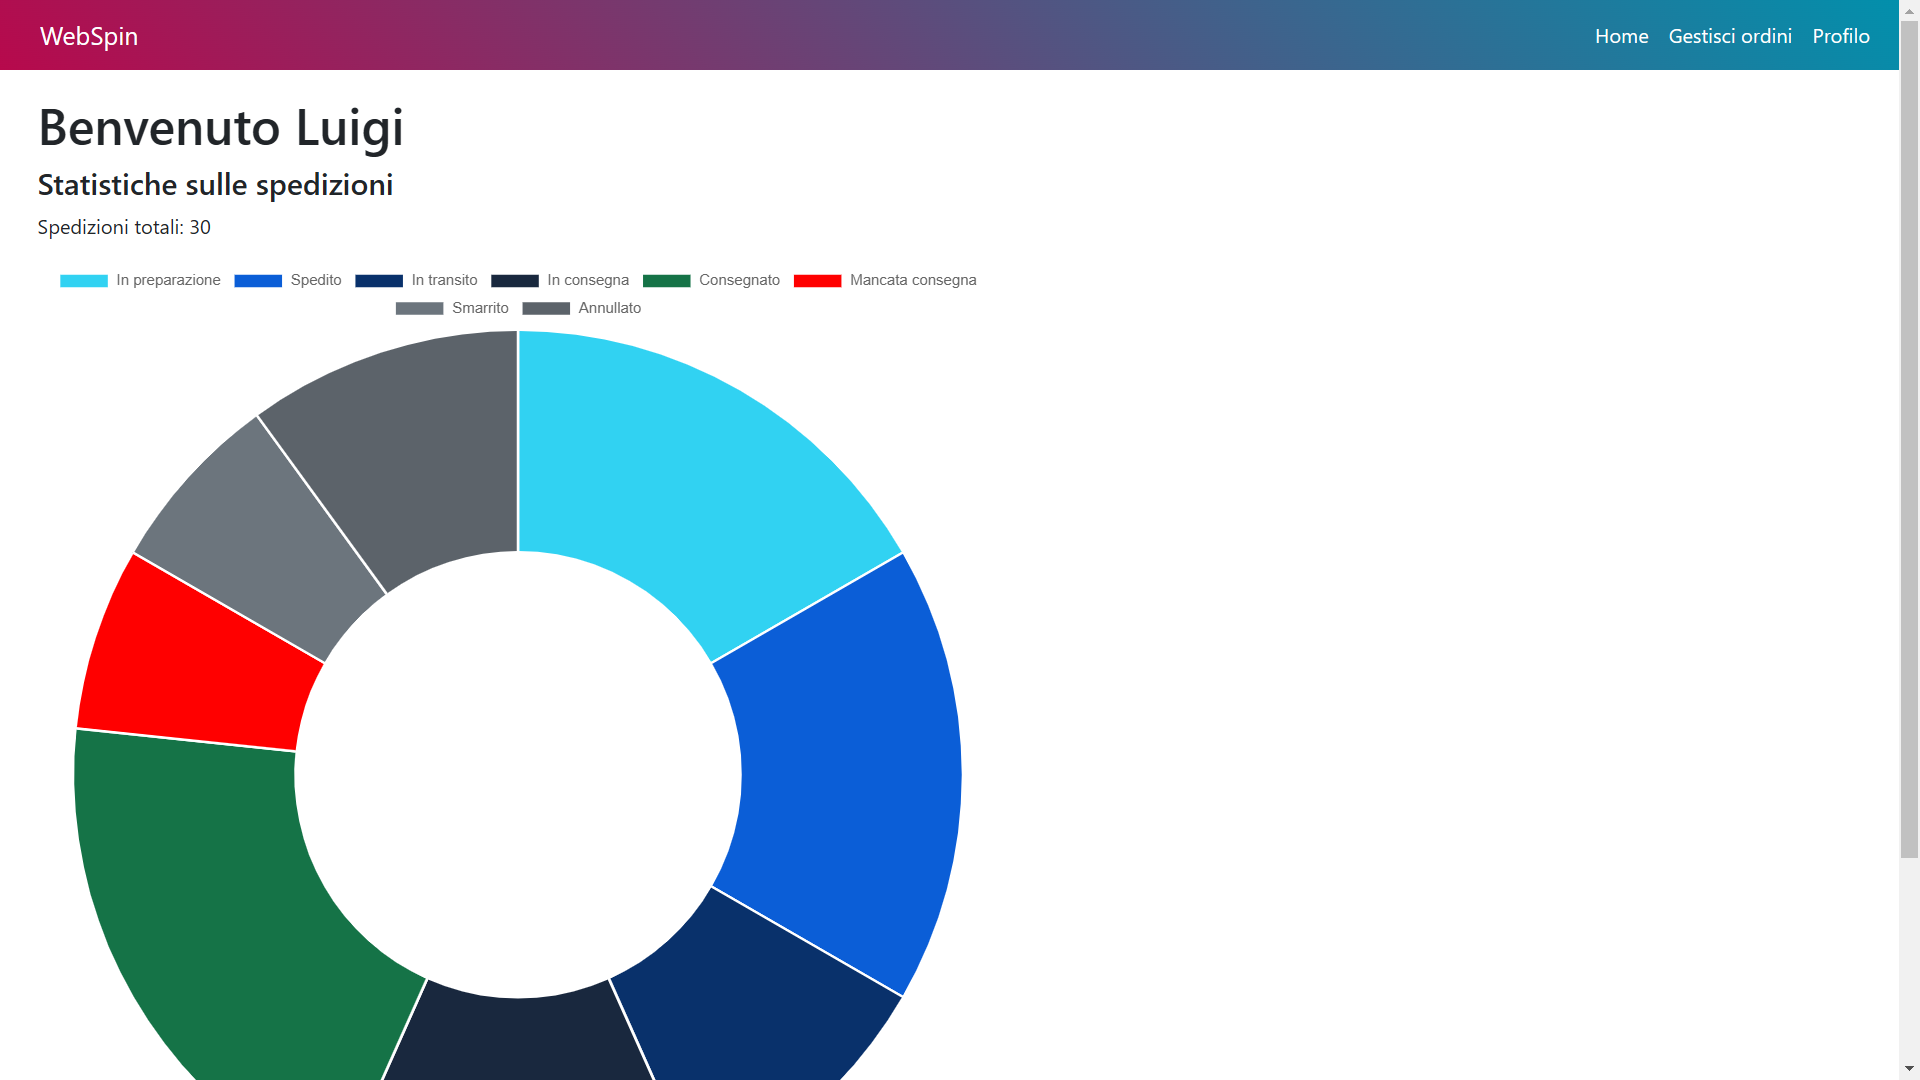 WebSpin Home Gestisci ordini Profilo
Benvenuto Luigi
Statistiche sulle spedizioni
Spedizioni totali: 30
In preparazione Spedito In transito In consegna Consegnato Mancata consegna
Smarrito Annullato